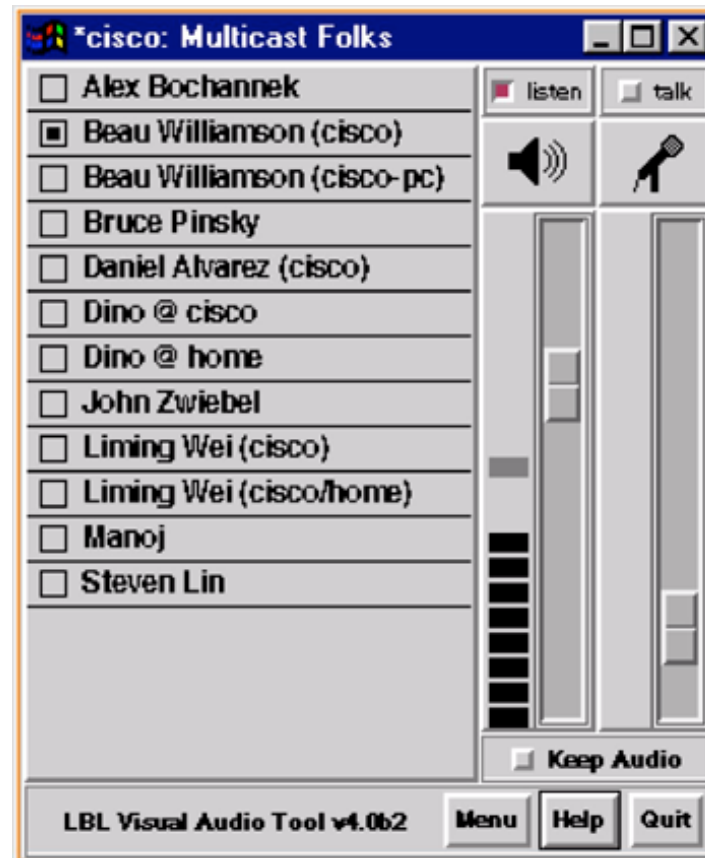 *cisco: Multicast Folks
Alex Bochannek
Beau Williamson (cisco)
Beau Williamson (cisco-pc)
Bruce Pinsky
Daniel Alvarez (cisco)
Dino @ cisco
Dino @ home
John Zwiebel
Liming Wei (cisco)
Liming Wei (cisco/home)
Manoj
Steven Lin
listen
talk
Keep Audio
LBL Visual Audio Tool v4.0b2
Menu
Help
Quit